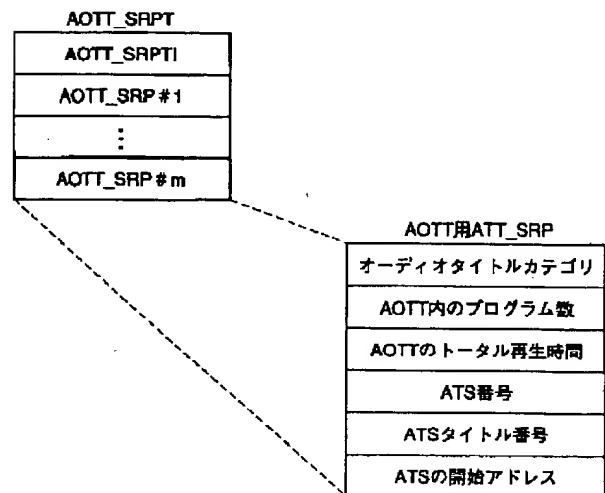 AOTT_SRPT
AOTT_SRPTI
AOTT_SRP#1
⋮
AOTT_SRP#m
AOTT用ATT_SRP
オーディオタイトルカテゴリ
AOTT内のプログラム数
AOTTのトータル再生時間
ATS番号
ATSタイトル番号
ATSの開始アドレス